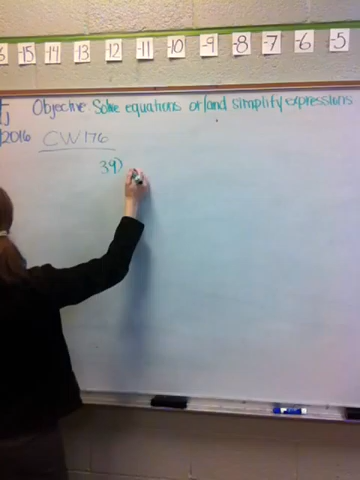 -15 -14 -13 -12 -11 -10 -9 -8 -7 -6 -5
Objective Solve equations or/and simplify expressions
2016 CW 176
39)